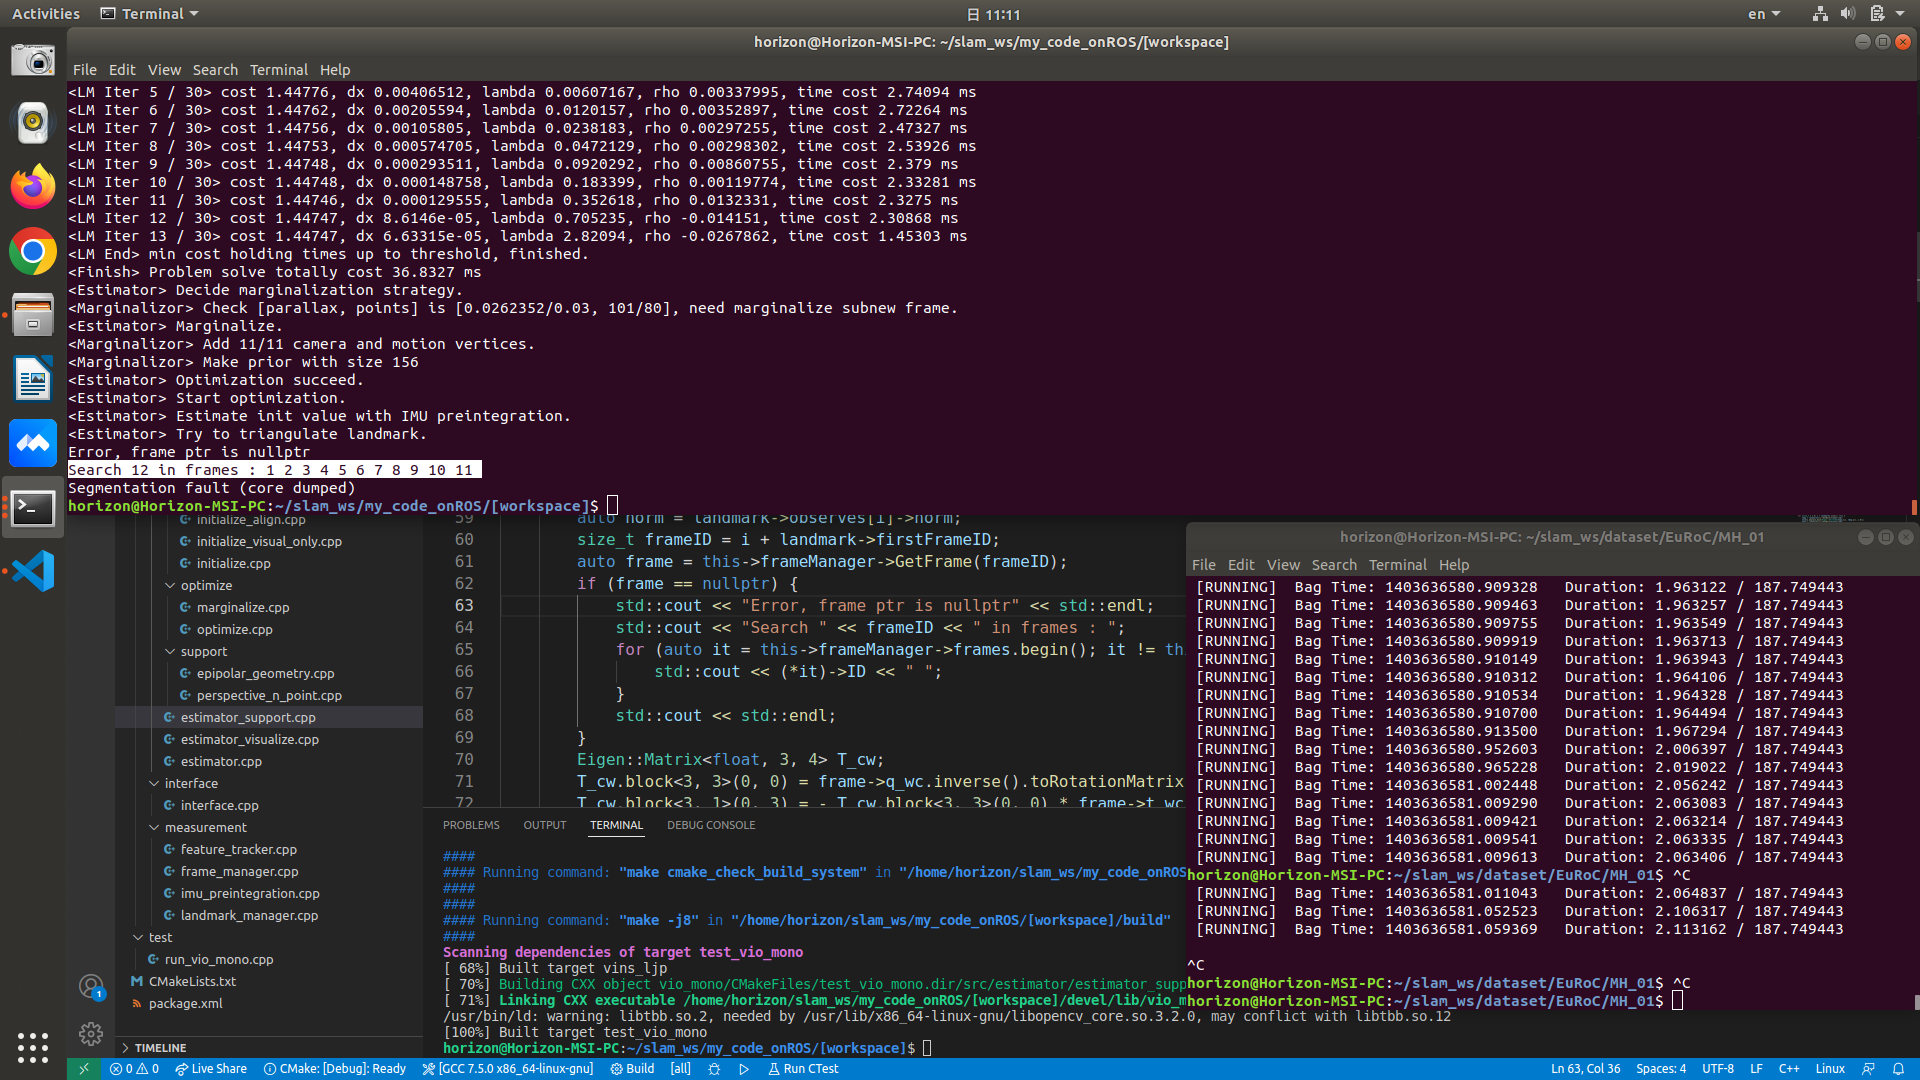 Activities
Terminal
日 11:11
en
horizon@Horizon-MSI-PC: ~/slam_ws/my_code_onROS/[workspace]
File Edit View Search Terminal Help
<LM Iter 5 / 30> cost 1.44776, dx 0.00406512, lambda 0.00607167, rho 0.00337995, time cost 2.74094 ms
<LM Iter 6 / 30> cost 1.44762, dx 0.00205594, lambda 0.0120157, rho 0.00352897, time cost 2.72264 ms
<LM Iter 7 / 30> cost 1.44756, dx 0.00105805, lambda 0.0238183, rho 0.00297255, time cost 2.47327 ms
<LM Iter 8 / 30> cost 1.44753, dx 0.000574705, lambda 0.0472129, rho 0.00298302, time cost 2.53926 ms
<LM Iter 9 / 30> cost 1.44748, dx 0.000293511, lambda 0.0920292, rho 0.00860755, time cost 2.379 ms
<LM Iter 10 / 30> cost 1.44748, dx 0.000148758, lambda 0.183399, rho 0.00119774, time cost 2.33281 ms
<LM Iter 11 / 30> cost 1.44746, dx 0.000129555, lambda 0.352618, rho 0.0132331, time cost 2.3275 ms
<LM Iter 12 / 30> cost 1.44747, dx 8.6146e-05, lambda 0.705235, rho -0.014151, time cost 2.30868 ms
<LM Iter 13 / 30> cost 1.44747, dx 6.63315e-05, lambda 2.82094, rho -0.0267862, time cost 1.45303 ms
<LM End> min cost holding times up to threshold, finished.
<Finish> Problem solve totally cost 36.8327 ms
<Estimator> Decide marginalization strategy.
<Marginalizor> Check [parallax, points] is [0.0262352/0.03, 101/80], need marginalize subnew frame.
<Estimator> Marginalize.
<Marginalizor> Add 11/11 camera and motion vertices.
<Marginalizor> Make prior with size 156
<Estimator> Optimization succeed.
<Estimator> Start optimization.
<Estimator> Estimate init value with IMU preintegration.
<Estimator> Try to triangulate landmark.
Error, frame ptr is nullptr
Search 12 in frames : 1 2 3 4 5 6 7 8 9 10 11
Segmentation fault (core dumped)
horizon@Horizon-MSI-PC:~/slam_ws/my_code_onROS/[workspace]$
initialize_align.cpp
initialize_visual_only.cpp
initialize.cpp
optimize
marginalize.cpp
optimize.cpp
support
epipolar_geometry.cpp
perspective_n_point.cpp
estimator_support.cpp
estimator_visualize.cpp
estimator.cpp
interface
interface.cpp
measurement
feature_tracker.cpp
frame_manager.cpp
imu_preintegration.cpp
landmark_manager.cpp
test
run_vio_mono.cpp
CMakeLists.txt
package.xml
1
TIMELINE
59 auto norm = landmark->observes[i]->norm;
60 size_t frameID = i + landmark->firstFrameID;
61 auto frame = this->frameManager->GetFrame(frameID);
62 if (frame == nullptr) {
63 std::cout << "Error, frame ptr is nullptr" << std::endl;
64 std::cout << "Search " << frameID << " in frames : ";
65 for (auto it = this->frameManager->frames.begin(); it != th
66 std::cout << (*it)->ID << " ";
67 }
68 std::cout << std::endl;
69 }
70 Eigen::Matrix<float, 3, 4> T_cw;
71 T_cw.block<3, 3>(0, 0) = frame->q_wc.inverse().toRotationMatrix
72 T_cw.block<3, 1>(0, 3) = - T_cw.block<3, 3>(0, 0) * frame->t_wc
PROBLEMS OUTPUT TERMINAL DEBUG CONSOLE
####
#### Running command: "make cmake_check_build_system" in "/home/horizon/slam_ws/my_code_onROS
####
####
#### Running command: "make -j8" in "/home/horizon/slam_ws/my_code_onROS/[workspace]/build"
####
Scanning dependencies of target test_vio_mono
[ 68%] Built target vins_ljp
[ 70%] Building CXX object vio_mono/CMakeFiles/test_vio_mono.dir/src/estimator/estimator_supp
[ 71%] Linking CXX executable /home/horizon/slam_ws/my_code_onROS/[workspace]/devel/lib/vio_m
/usr/bin/ld: warning: libtbb.so.2, needed by /usr/lib/x86_64-linux-gnu/libopencv_core.so.3.2.0, may conflict with libtbb.so.12
[100%] Built target test_vio_mono
horizon@Horizon-MSI-PC:~/slam_ws/my_code_onROS/[workspace]$
horizon@Horizon-MSI-PC: ~/slam_ws/dataset/EuRoC/MH_01
File Edit View Search Terminal Help
[RUNNING] Bag Time: 1403636580.909328 Duration: 1.963122 / 187.749443
[RUNNING] Bag Time: 1403636580.909463 Duration: 1.963257 / 187.749443
[RUNNING] Bag Time: 1403636580.909755 Duration: 1.963549 / 187.749443
[RUNNING] Bag Time: 1403636580.909919 Duration: 1.963713 / 187.749443
[RUNNING] Bag Time: 1403636580.910149 Duration: 1.963943 / 187.749443
[RUNNING] Bag Time: 1403636580.910312 Duration: 1.964106 / 187.749443
[RUNNING] Bag Time: 1403636580.910534 Duration: 1.964328 / 187.749443
[RUNNING] Bag Time: 1403636580.910700 Duration: 1.964494 / 187.749443
[RUNNING] Bag Time: 1403636580.913500 Duration: 1.967294 / 187.749443
[RUNNING] Bag Time: 1403636580.952603 Duration: 2.006397 / 187.749443
[RUNNING] Bag Time: 1403636580.965228 Duration: 2.019022 / 187.749443
[RUNNING] Bag Time: 1403636581.002448 Duration: 2.056242 / 187.749443
[RUNNING] Bag Time: 1403636581.009290 Duration: 2.063083 / 187.749443
[RUNNING] Bag Time: 1403636581.009421 Duration: 2.063214 / 187.749443
[RUNNING] Bag Time: 1403636581.009541 Duration: 2.063335 / 187.749443
[RUNNING] Bag Time: 1403636581.009613 Duration: 2.063406 / 187.749443
horizon@Horizon-MSI-PC:~/slam_ws/dataset/EuRoC/MH_01$ ^C
[RUNNING] Bag Time: 1403636581.011043 Duration: 2.064837 / 187.749443
[RUNNING] Bag Time: 1403636581.052523 Duration: 2.106317 / 187.749443
[RUNNING] Bag Time: 1403636581.059369 Duration: 2.113162 / 187.749443
^C
horizon@Horizon-MSI-PC:~/slam_ws/dataset/EuRoC/MH_01$ ^C
horizon@Horizon-MSI-PC:~/slam_ws/dataset/EuRoC/MH_01$
0 0 Live Share CMake: [Debug]: Ready [GCC 7.5.0 x86_64-linux-gnu] Build [all] Run CTest Ln 63, Col 36 Spaces: 4 UTF-8 LF C++ Linux